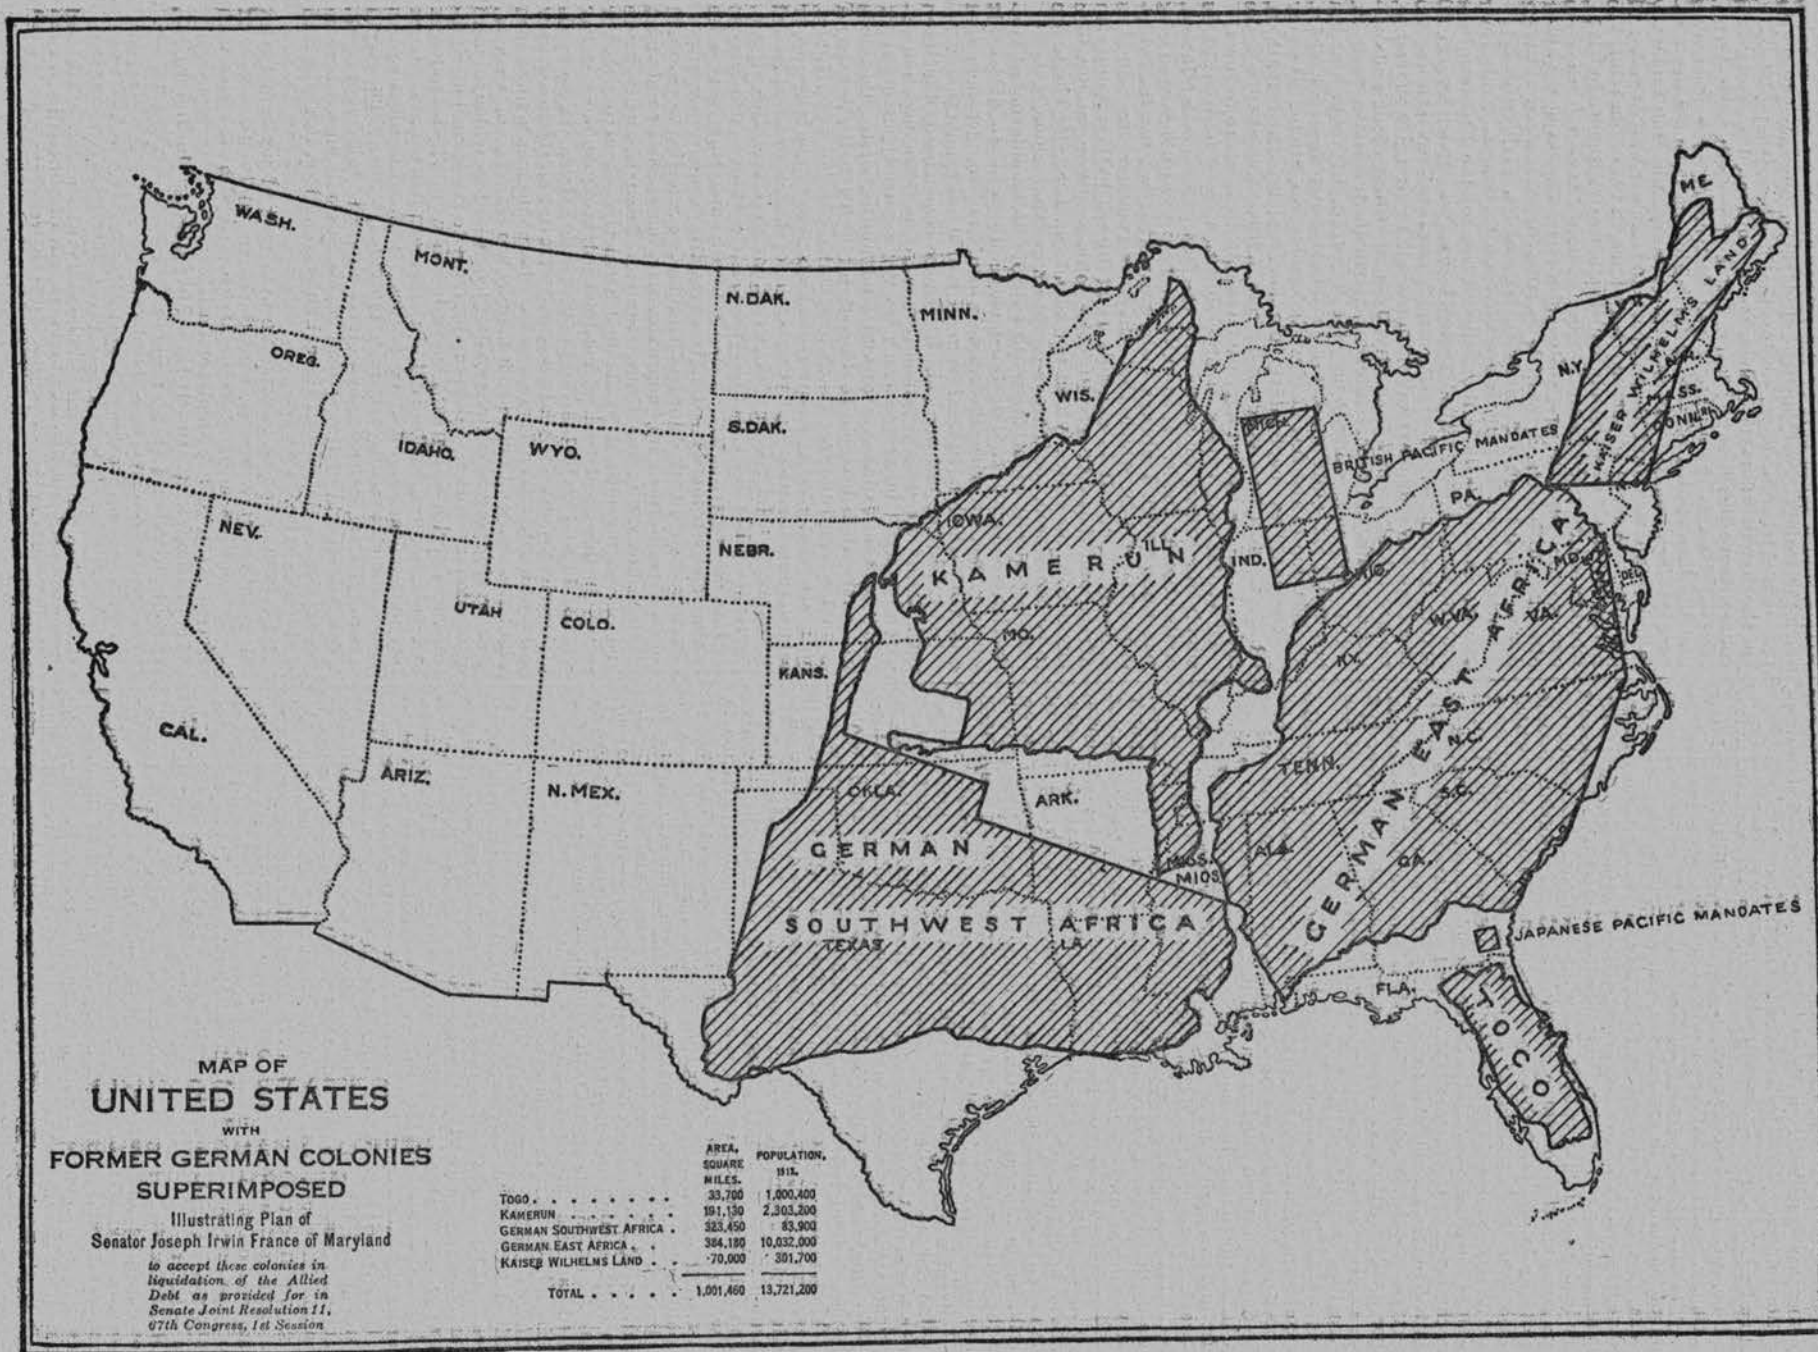 WASH.
MONT.
N.DAK.
MINN.
ME
OREG.
IDAHO.
WYO.
S.DAK.
WIS.
MICH.
N.Y.
KAISER WILHELMS LAND
MASS.
CONN.
R.I.
BRITISH PACIFIC MANDATES
NEV.
NEBR.
IOWA.
ILL.
IND.
PA.
KAMERUN
MD.
DEL.
UTAH
COLO.
KANS.
MO.
KY.
W.VA.
VA.
CAL.
ARIZ.
N.MEX.
OKLA.
ARK.
TENN.
N.C.
S.C.
GERMAN EAST AFRICA
GERMAN
SOUTHWEST AFRICA
TEXAS
LA.
MISS.
MIOS
ALA.
GA.
JAPANESE PACIFIC MANDATES
FLA.
TOCO
MAP OF
UNITED STATES
WITH
FORMER GERMAN COLONIES
SUPERIMPOSED
Illustrating Plan of
Senator Joseph Irwin France of Maryland
to accept these colonies in
liquidation of the Allied
Debt as provided for in
Senate Joint Resolution 11,
67th Congress, 1st Session
AREA, SQUARE MILES. POPULATION,
TOGO . . . . . . . . 33,700 1,000,400
KAMERUN . . . . . . . 191,130 2,303,200
GERMAN SOUTHWEST AFRICA . 323,450 83,900
GERMAN EAST AFRICA . . 384,180 10,032,000
KAISER WILHELMS LAND . . 70,000 301,700
TOTAL . . . . . 1,001,460 13,721,200